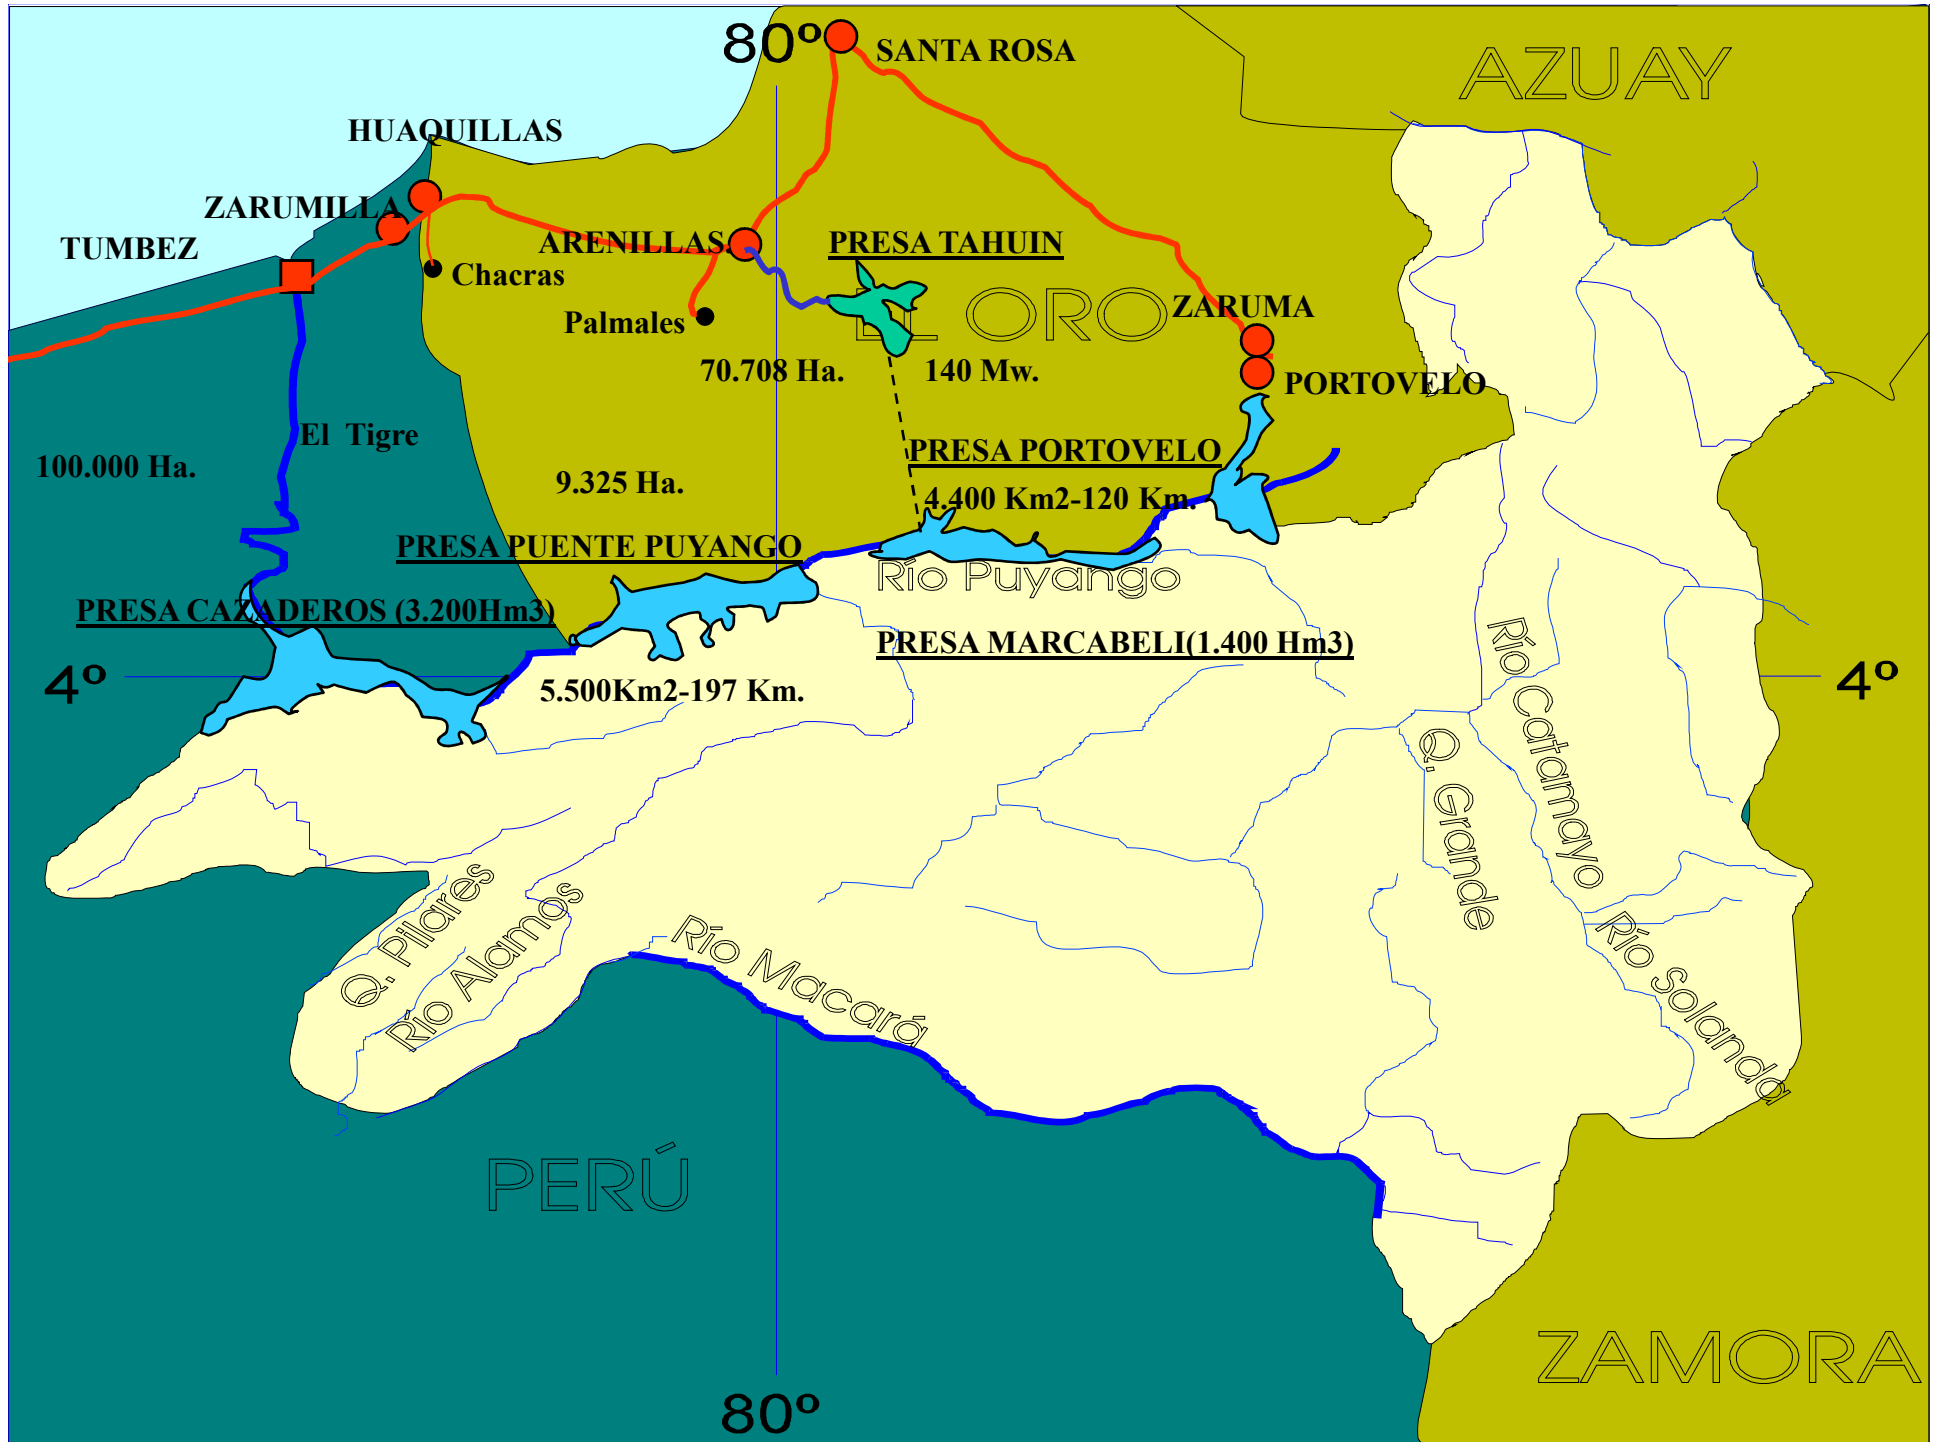 80º
SANTA ROSA
AZUAY
HUAQUILLAS
ZARUMILLA
TUMBEZ
ARENILLAS.
PRESA TAHUIN
Chacras
EL ORO
ZARUMA
Palmales
70.708 Ha.
140 Mw.
PORTOVELO
El Tigre
PRESA PORTOVELO
100.000 Ha.
9.325 Ha.
4.400 Km2-120 Km.
PRESA PUENTE PUYANGO
Río Puyango
PRESA CAZADEROS (3.200Hm3)
PRESA MARCABELI(1.400 Hm3)
4º
5.500Km2-197 Km.
4º
Río Catamayo
Q. Grande
Q. Pilares
Río Alamos
Río Macará
Río Solanda
PERÚ
ZAMORA
80º